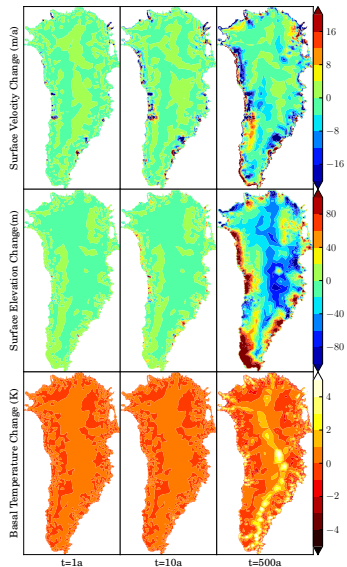 Surface Velocity Change (m/a)
16
8
0
−8
−16
Surface Elevation Change(m)
80
40
0
−40
−80
Basal Temperature Change (K)
4
2
0
−2
−4
t=1a
t=10a
t=500a